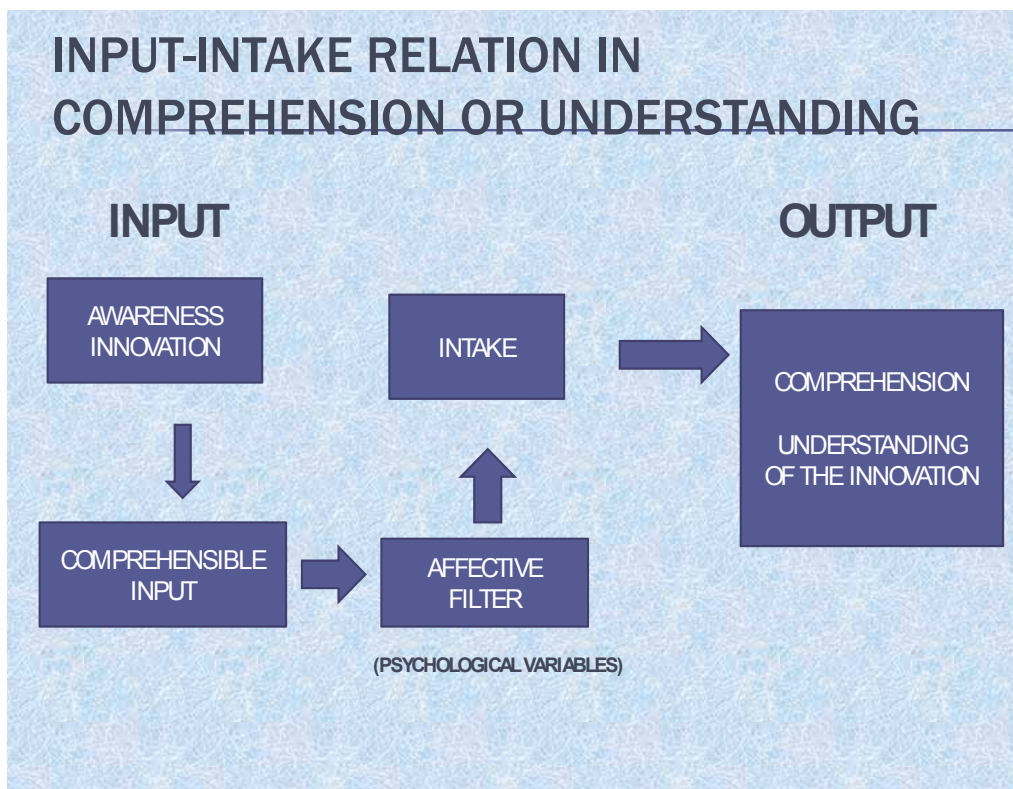 INPUT-INTAKE RELATION IN
COMPREHENSION OR UNDERSTANDING
INPUT
OUTPUT
AWARENESS
INNOVATION
COMPREHENSIBLE
INPUT
AFFECTIVE
FILTER
(PSYCHOLOGICAL VARIABLES)
INTAKE
COMPREHENSION
UNDERSTANDING
OF THE INNOVATION